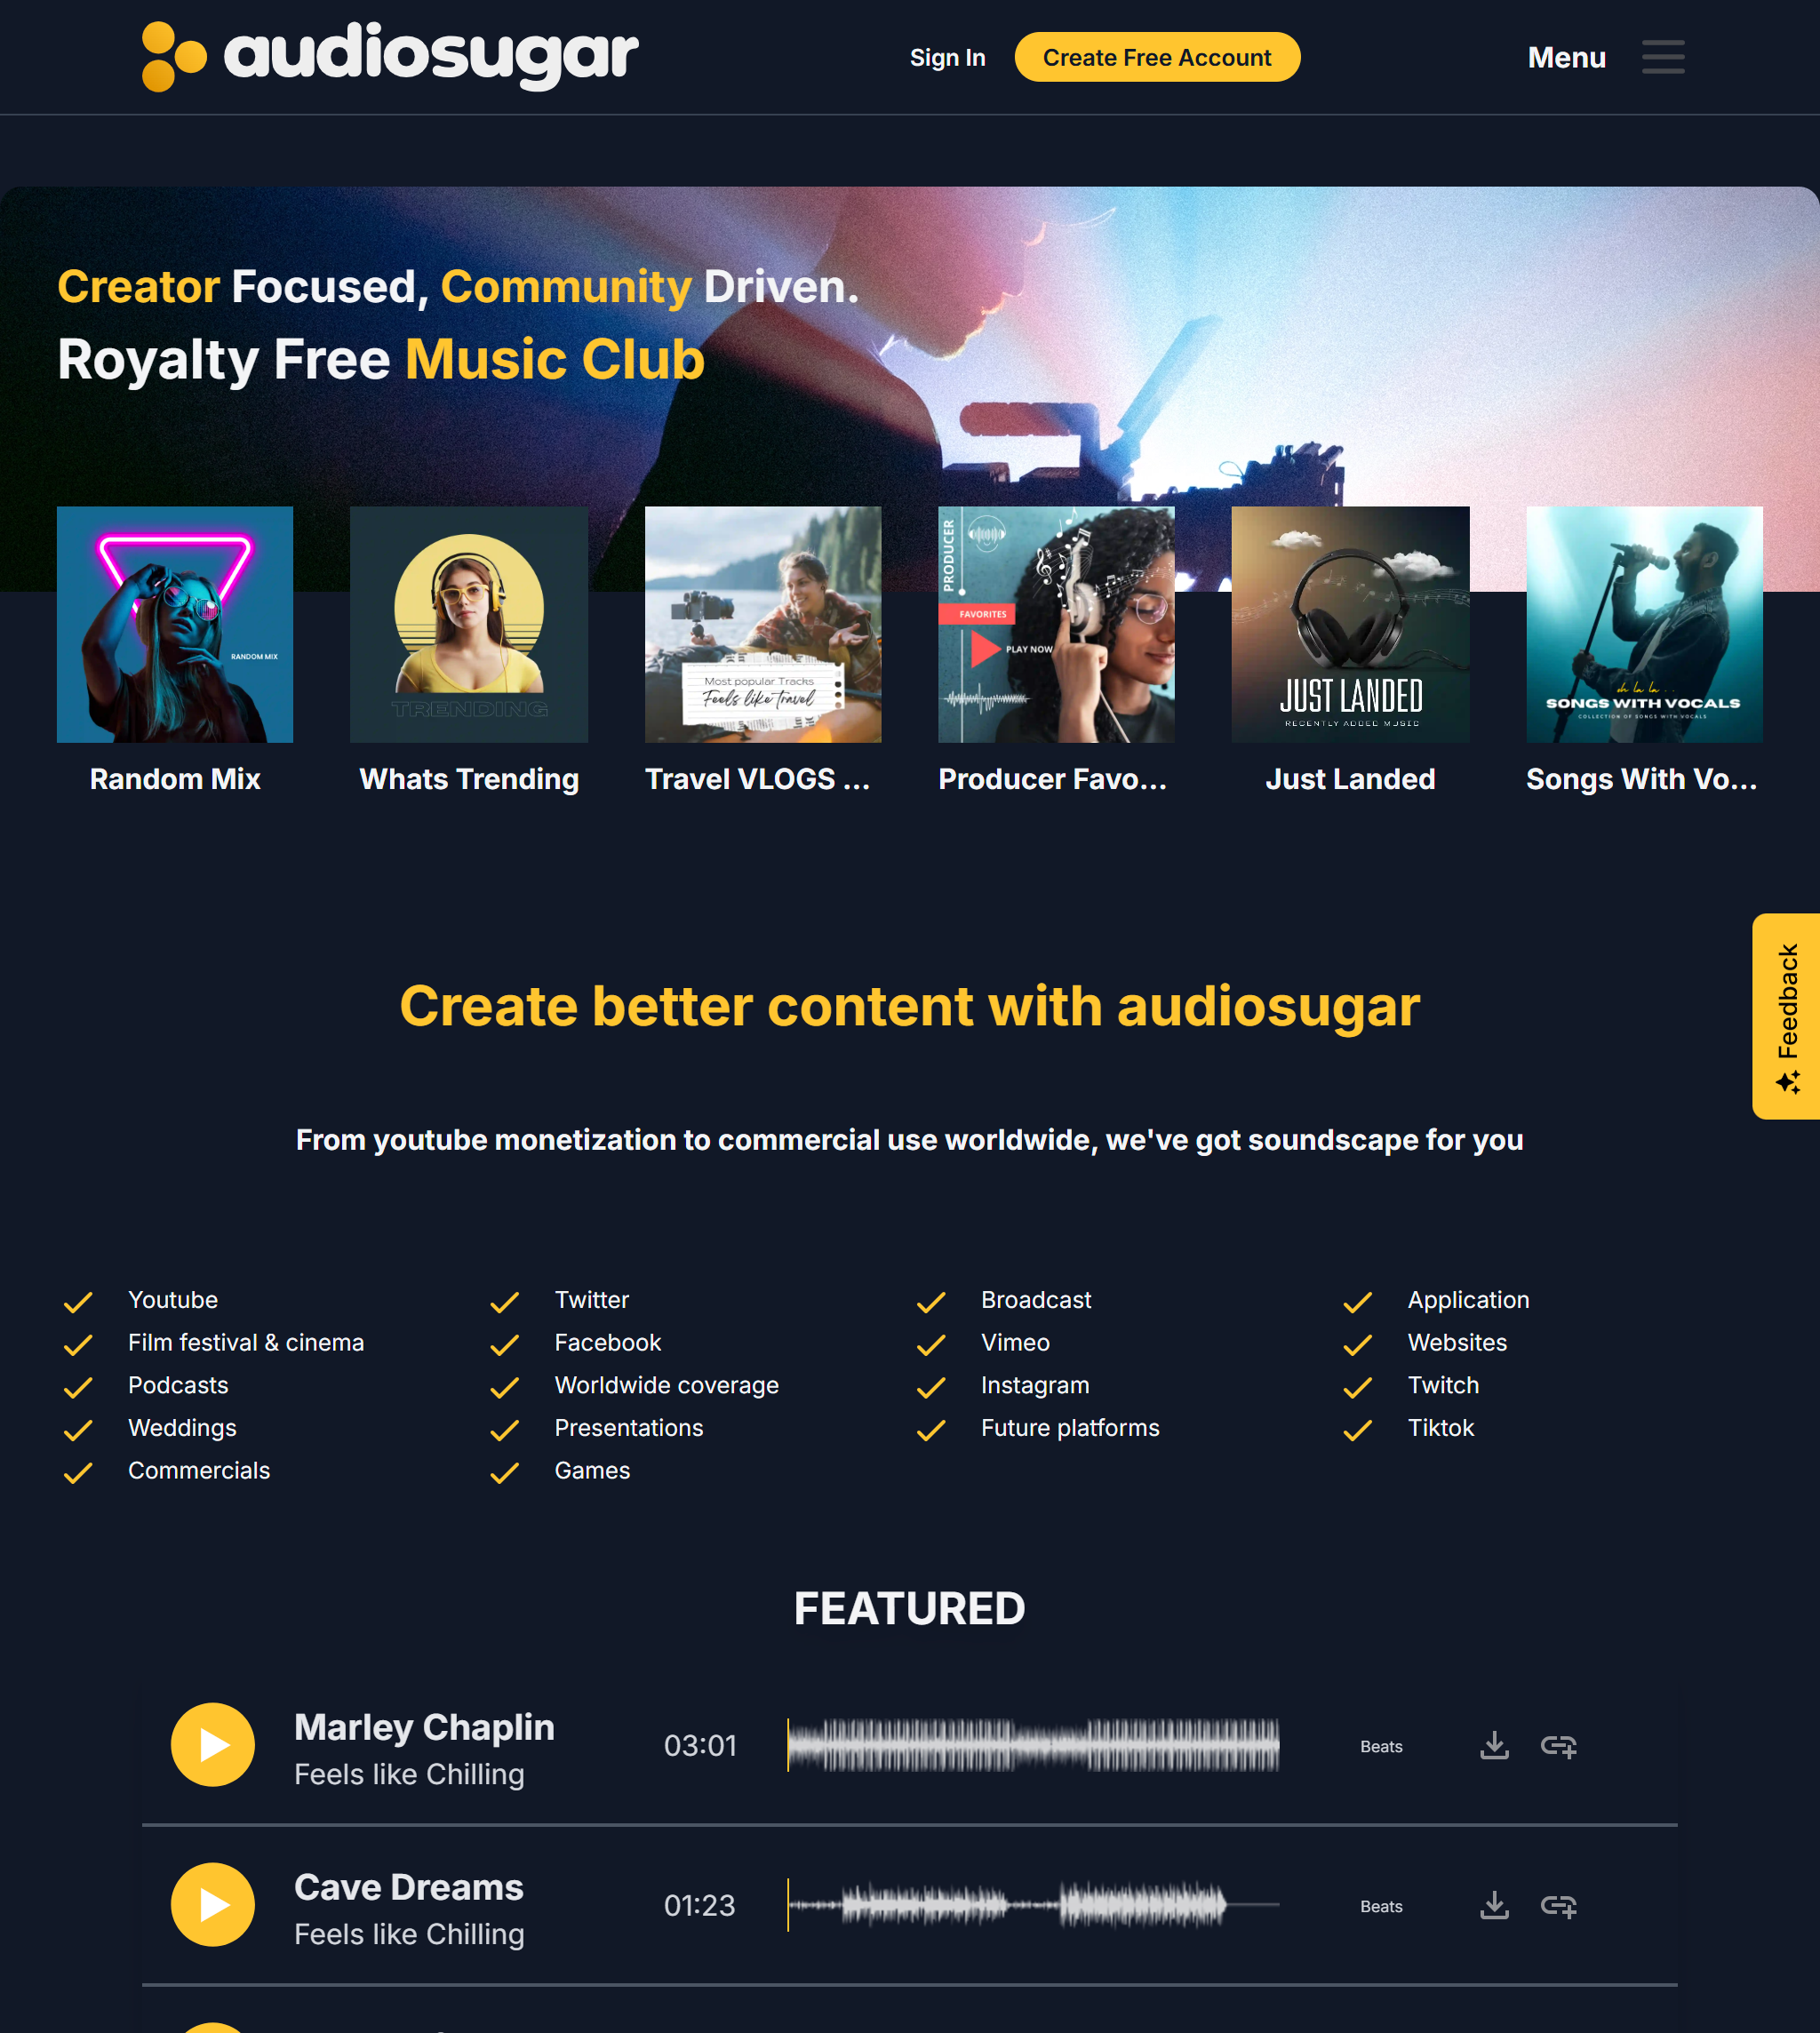 audiosugar
Sign In
Create Free Account
Menu
Creator Focused, Community Driven.
Royalty Free Music Club
RANDOM MIX
TRENDING
Most popular Tracks
Feels like Travel
PRODUCER
FAVORITES
PLAY NOW
JUST LANDED
RECENTLY ADDED MUSIC
oh la la . .
SONGS WITH VOCALS
COLLECTION OF SONGS WITH VOCALS
Random Mix
Whats Trending
Travel VLOGS ...
Producer Favo...
Just Landed
Songs With Vo...
Feedback
Create better content with audiosugar
From youtube monetization to commercial use worldwide, we've got soundscape for you
Youtube
Film festival & cinema
Podcasts
Weddings
Commercials
Twitter
Facebook
Worldwide coverage
Presentations
Games
Broadcast
Vimeo
Instagram
Future platforms
Application
Websites
Twitch
Tiktok
FEATURED
Marley Chaplin
Feels like Chilling
03:01
Beats
Cave Dreams
Feels like Chilling
01:23
Beats